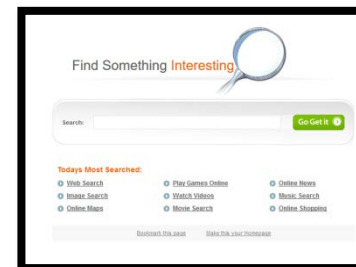 Find Something Interesting
Search:
Go Get it
Todays Most Searched:
Web Search
Play Games Online
Online News
Image Search
Watch Videos
Music Search
Online Maps
Movie Search
Online Shopping
Bookmark this page
Make this your Homepage